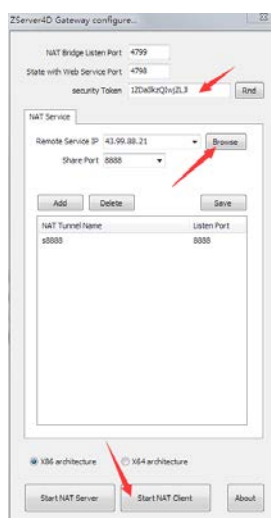 ZServer4D Gateway configur...
NAT Bridge Listen Port 4799
State with Web Service Port 4798
security Token Rnd
NAT Service
Remote Service IP 43.99.88.21 Browse
Share Port 8888
Add Delete Save
NAT Tunnel Name Listen Port
s8888 8888
X86 architecture X64 architecture
Start NAT Server Start NAT Client About